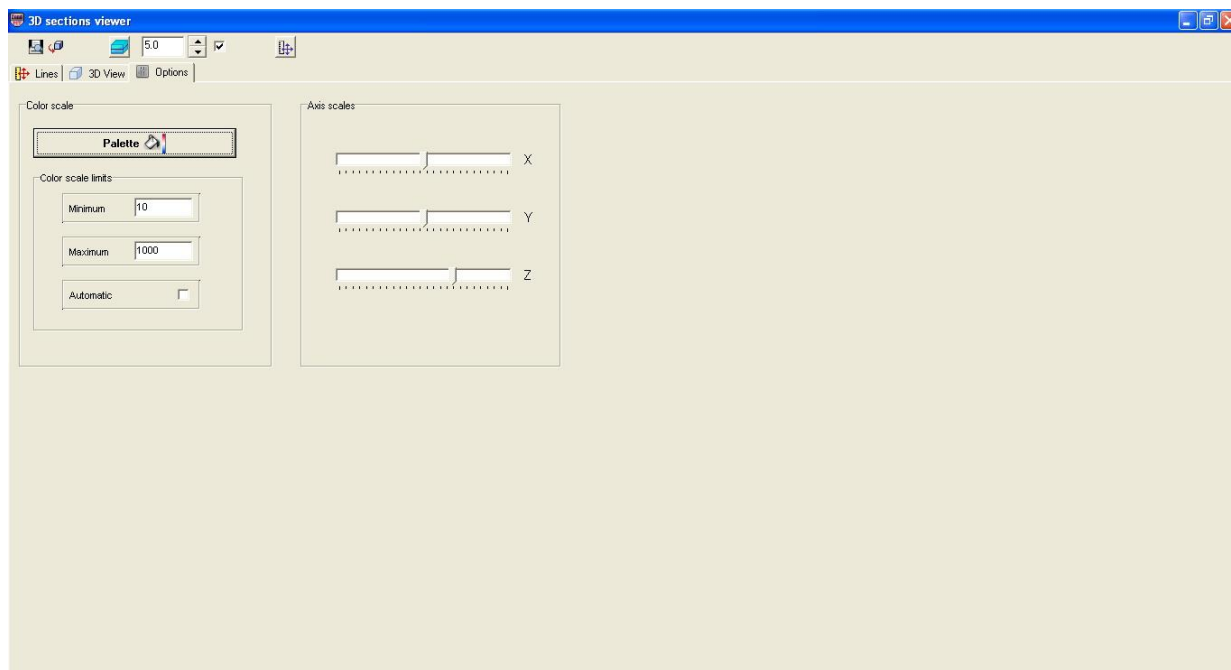 3D sections viewer
5.0
Lines 3D View Options
Color scale
Palette
Color scale limits
Minimum 10
Maximum 1000
Automatic
Axis scales
X
Y
Z